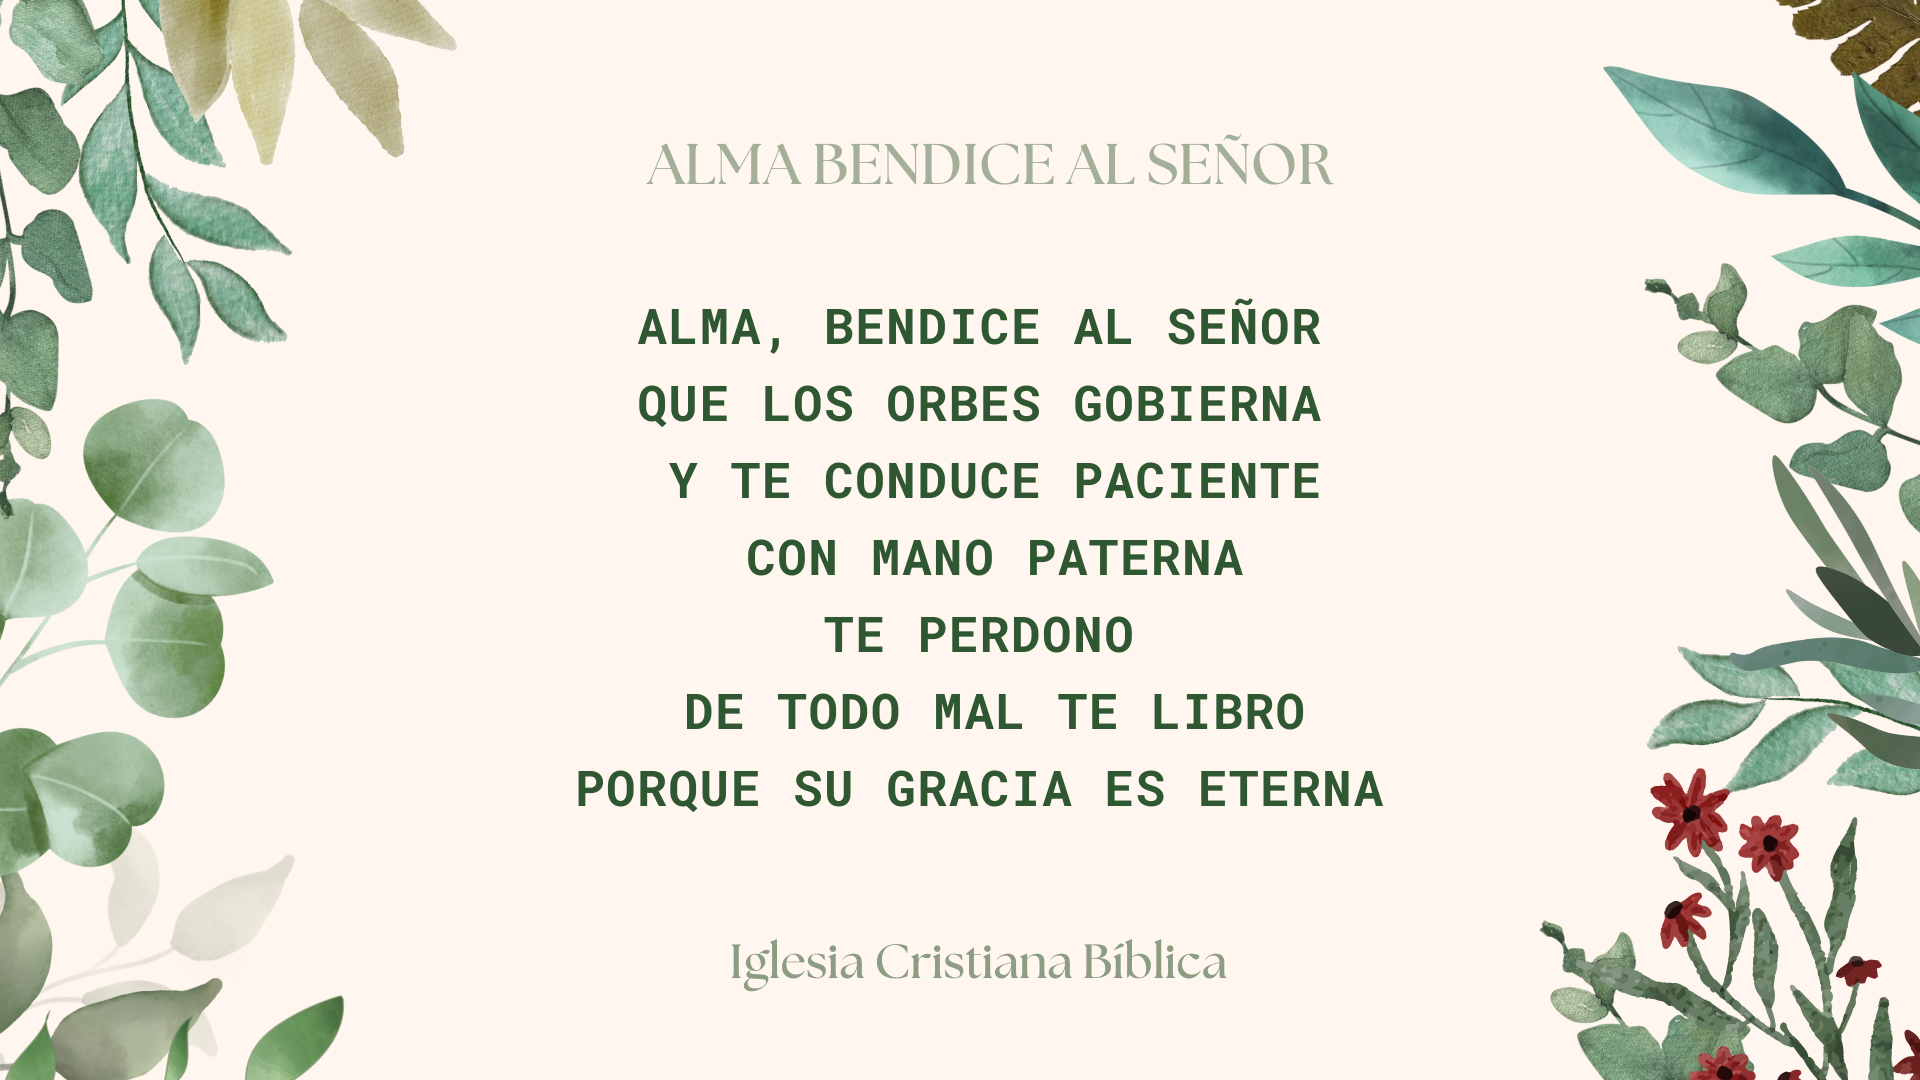 ALMA BENDICE AL SEÑOR
ALMA, BENDICE AL SEÑOR
QUE LOS ORBES GOBIERNA
Y TE CONDUCE PACIENTE
CON MANO PATERNA
TE PERDONO
DE TODO MAL TE LIBRO
PORQUE SU GRACIA ES ETERNA
Iglesia Cristiana Bíblica